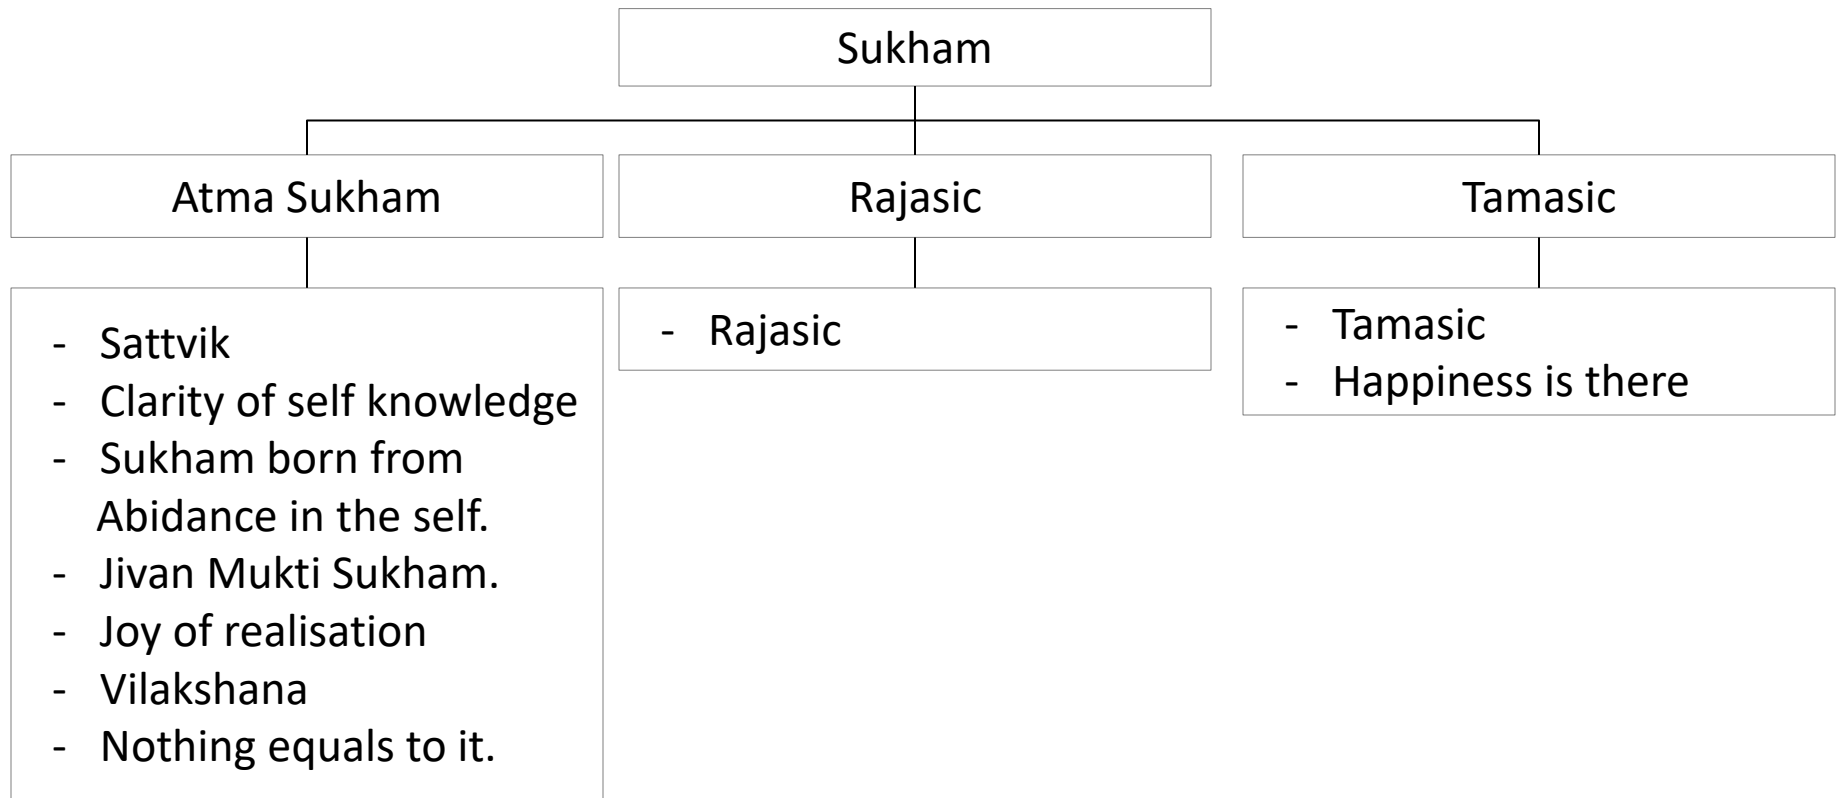 Sukham
Atma Sukham
Rajasic
Tamasic
- Sattvik
- Clarity of self knowledge
- Sukham born from
Abidance in the self.
- Jivan Mukti Sukham.
- Joy of realisation
- Vilakshana
- Nothing equals to it.
- Rajasic
- Tamasic
- Happiness is there